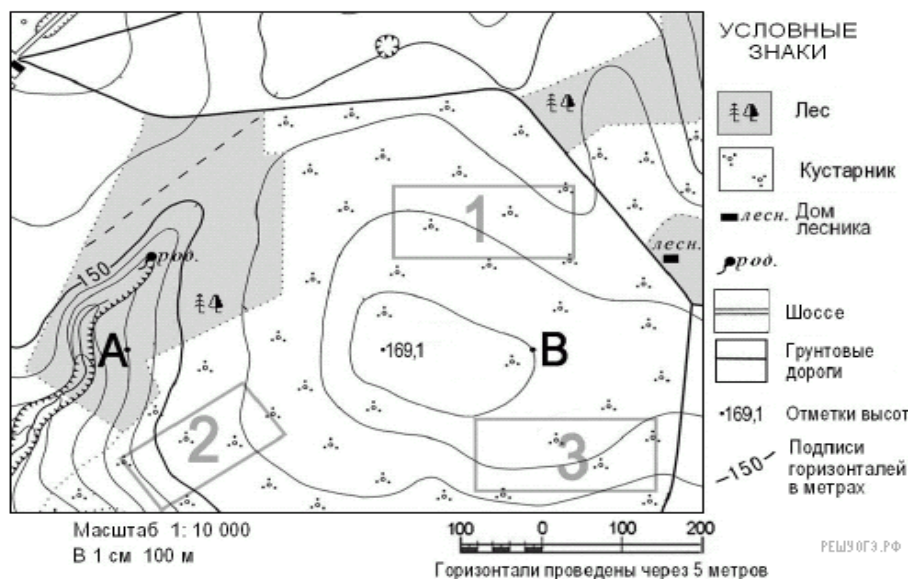 УСЛОВНЫЕ
ЗНАКИ
Лес
Кустарник
лесн. Дом
лесника
род.
Шоссе
Грунтовые
дороги
169,1 Отметки высот
150 Подписи
горизонталей
в метрах
1
150
род.
лесн.
А
169,1
В
2
3
Масштаб 1: 10 000
В 1 см 100 м
100 0 100 200
Горизонтали проведены через 5 метров
РЕШУОГЭ.РФ